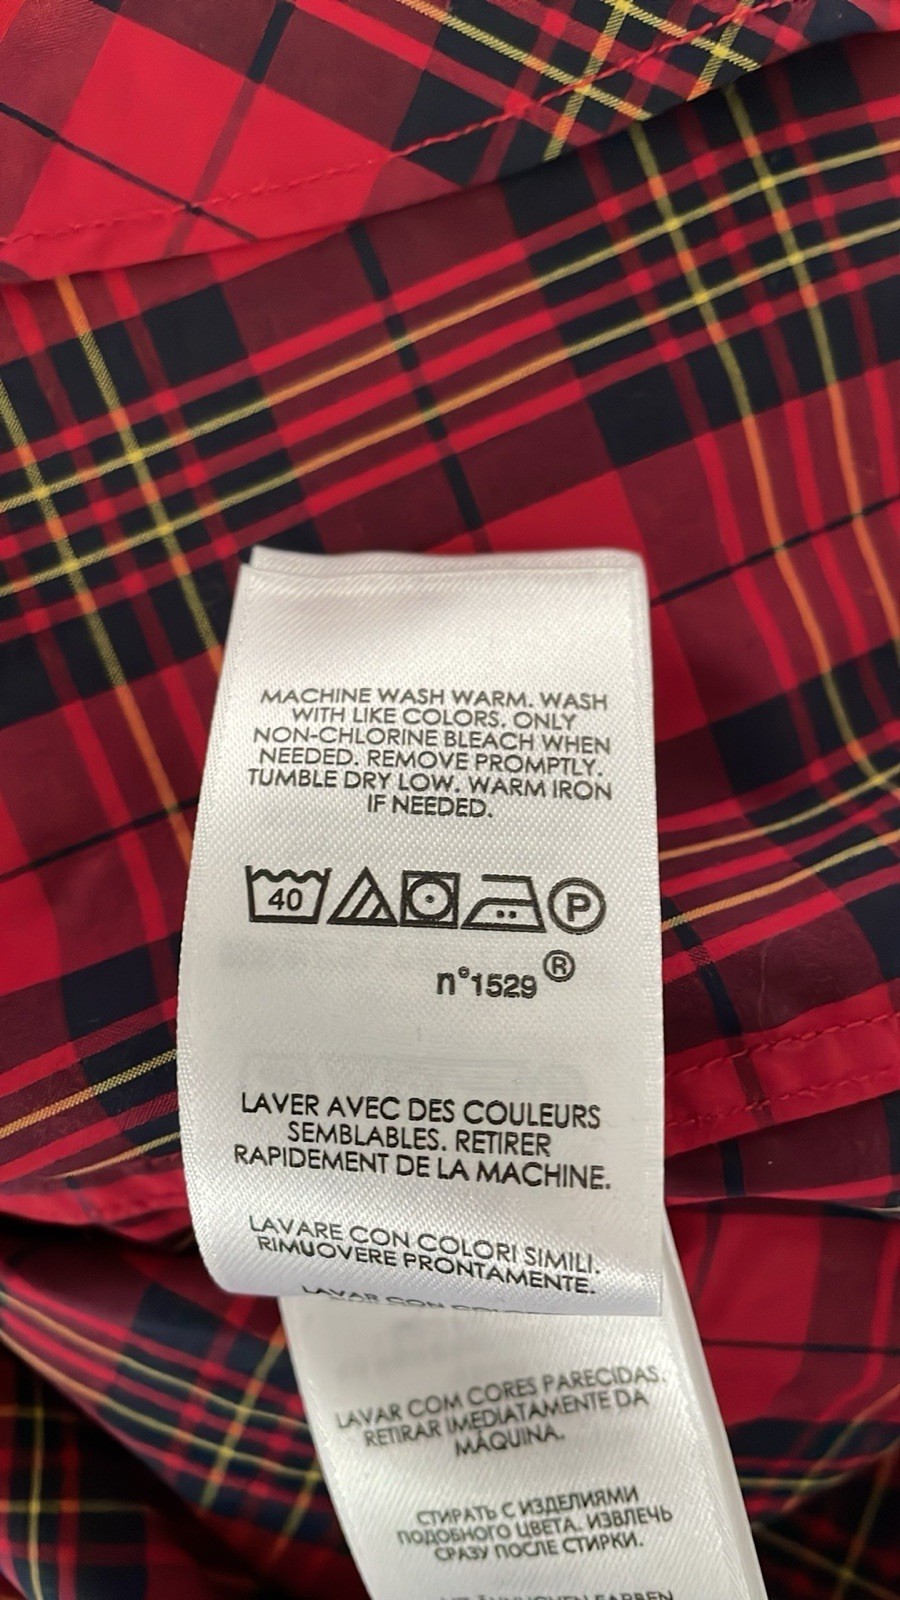 MACHINE WASH WARM. WASH
WITH LIKE COLORS. ONLY
NON-CHLORINE BLEACH WHEN
NEEDED. REMOVE PROMPTLY.
TUMBLE DRY LOW. WARM IRON
IF NEEDED.
40 P
n°1529 ®
LAVER AVEC DES COULEURS
SEMBLABLES. RETIRER
RAPIDEMENT DE LA MACHINE.
LAVARE CON COLORI SIMILI.
RIMUOVERE PRONTAMENTE.
LAVAR CON
LAVAR COM CORES PARECIDAS.
RETIRAR IMEDIATAMENTE DA
MÁQUINA.
СТИРАТЬ С ИЗДЕЛИЯМИ
ПОДОБНОГО ЦВЕТА. ИЗВЛЕЧЬ
СРАЗУ ПОСЛЕ СТИРКИ.